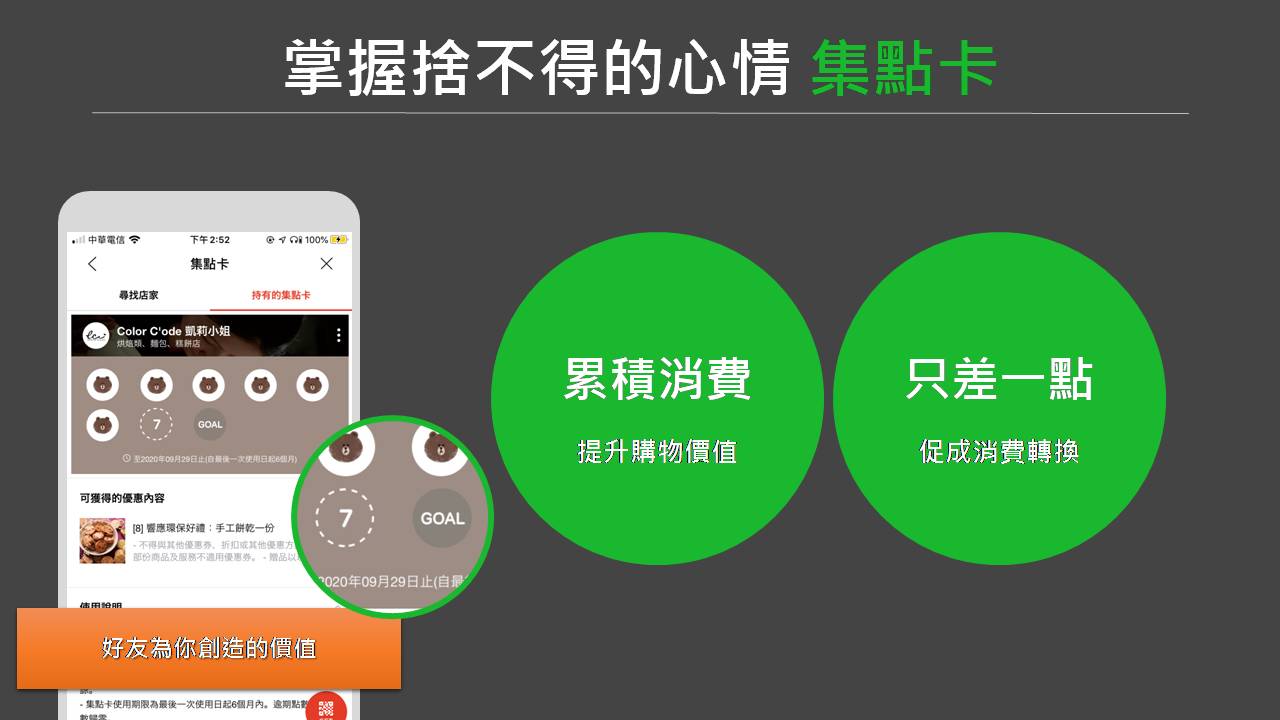 掌握捨不得的心情 集點卡
中華電信 下午2:52 100%
集點卡
尋找店家 持有的集點卡
Color C'ode 凱莉小姐
烘焙類、麵包、糕餅店
7 GOAL
至2020年09月29日止(自最後一次使用日起6個月)
可獲得的優惠內容
[8] 響應環保好禮：手工餅乾一份
- 不得與其他優惠券、折扣或其他優惠方
部份商品及服務不適用優惠券。 - 贈品以
7 GOAL
2020年09月29日止(自最
使用說明
好友為你創造的價值
- 集點卡使用期限為最後一次使用日起6個月內。逾期點數
數歸零。
累積消費
提升購物價值
只差一點
促成消費轉換